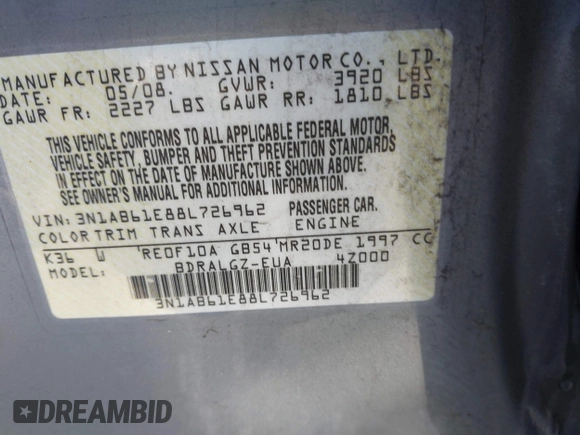 MANUFACTURED BY NISSAN MOTOR CO., LTD.
DATE: 05/08. GVWR: 3920 LBS
GAWR FR: 2227 LBS GAWR RR: 1810 LBS
THIS VEHICLE CONFORMS TO ALL APPLICABLE FEDERAL MOTOR
VEHICLE SAFETY, BUMPER AND THEFT PREVENTION STANDARDS
IN EFFECT ON THE DATE OF MANUFACTURE SHOWN ABOVE.
SEE OWNER'S MANUAL FOR ADDITIONAL INFORMATION.
VIN: 3N1AB61E88L726962 PASSENGER CAR.
COLOR TRIM TRANS AXLE ENGINE
K36 W RE0F10A GB54 MR20DE 1997 CC
MODEL: BDRALGZ-EUA 4Z000
3N1AB61E88L726962
DREAMBID